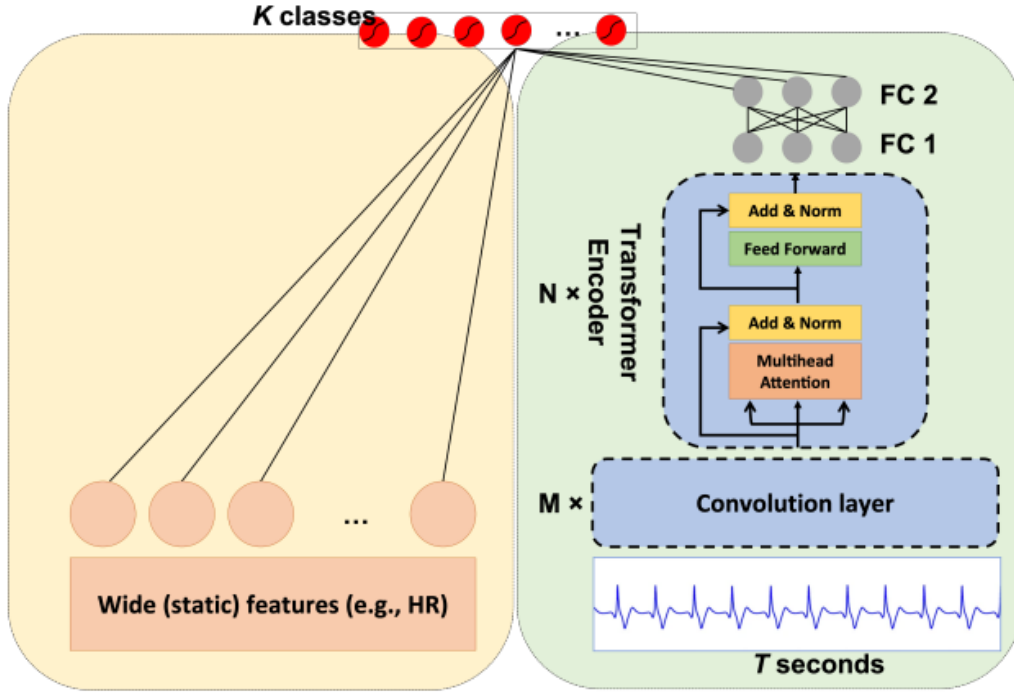 K classes
...
FC 2
FC 1
Add & Norm
Feed Forward
N ×
Transformer
Encoder
Add & Norm
Multihead
Attention
M ×
Convolution layer
...
Wide (static) features (e.g., HR)
T seconds